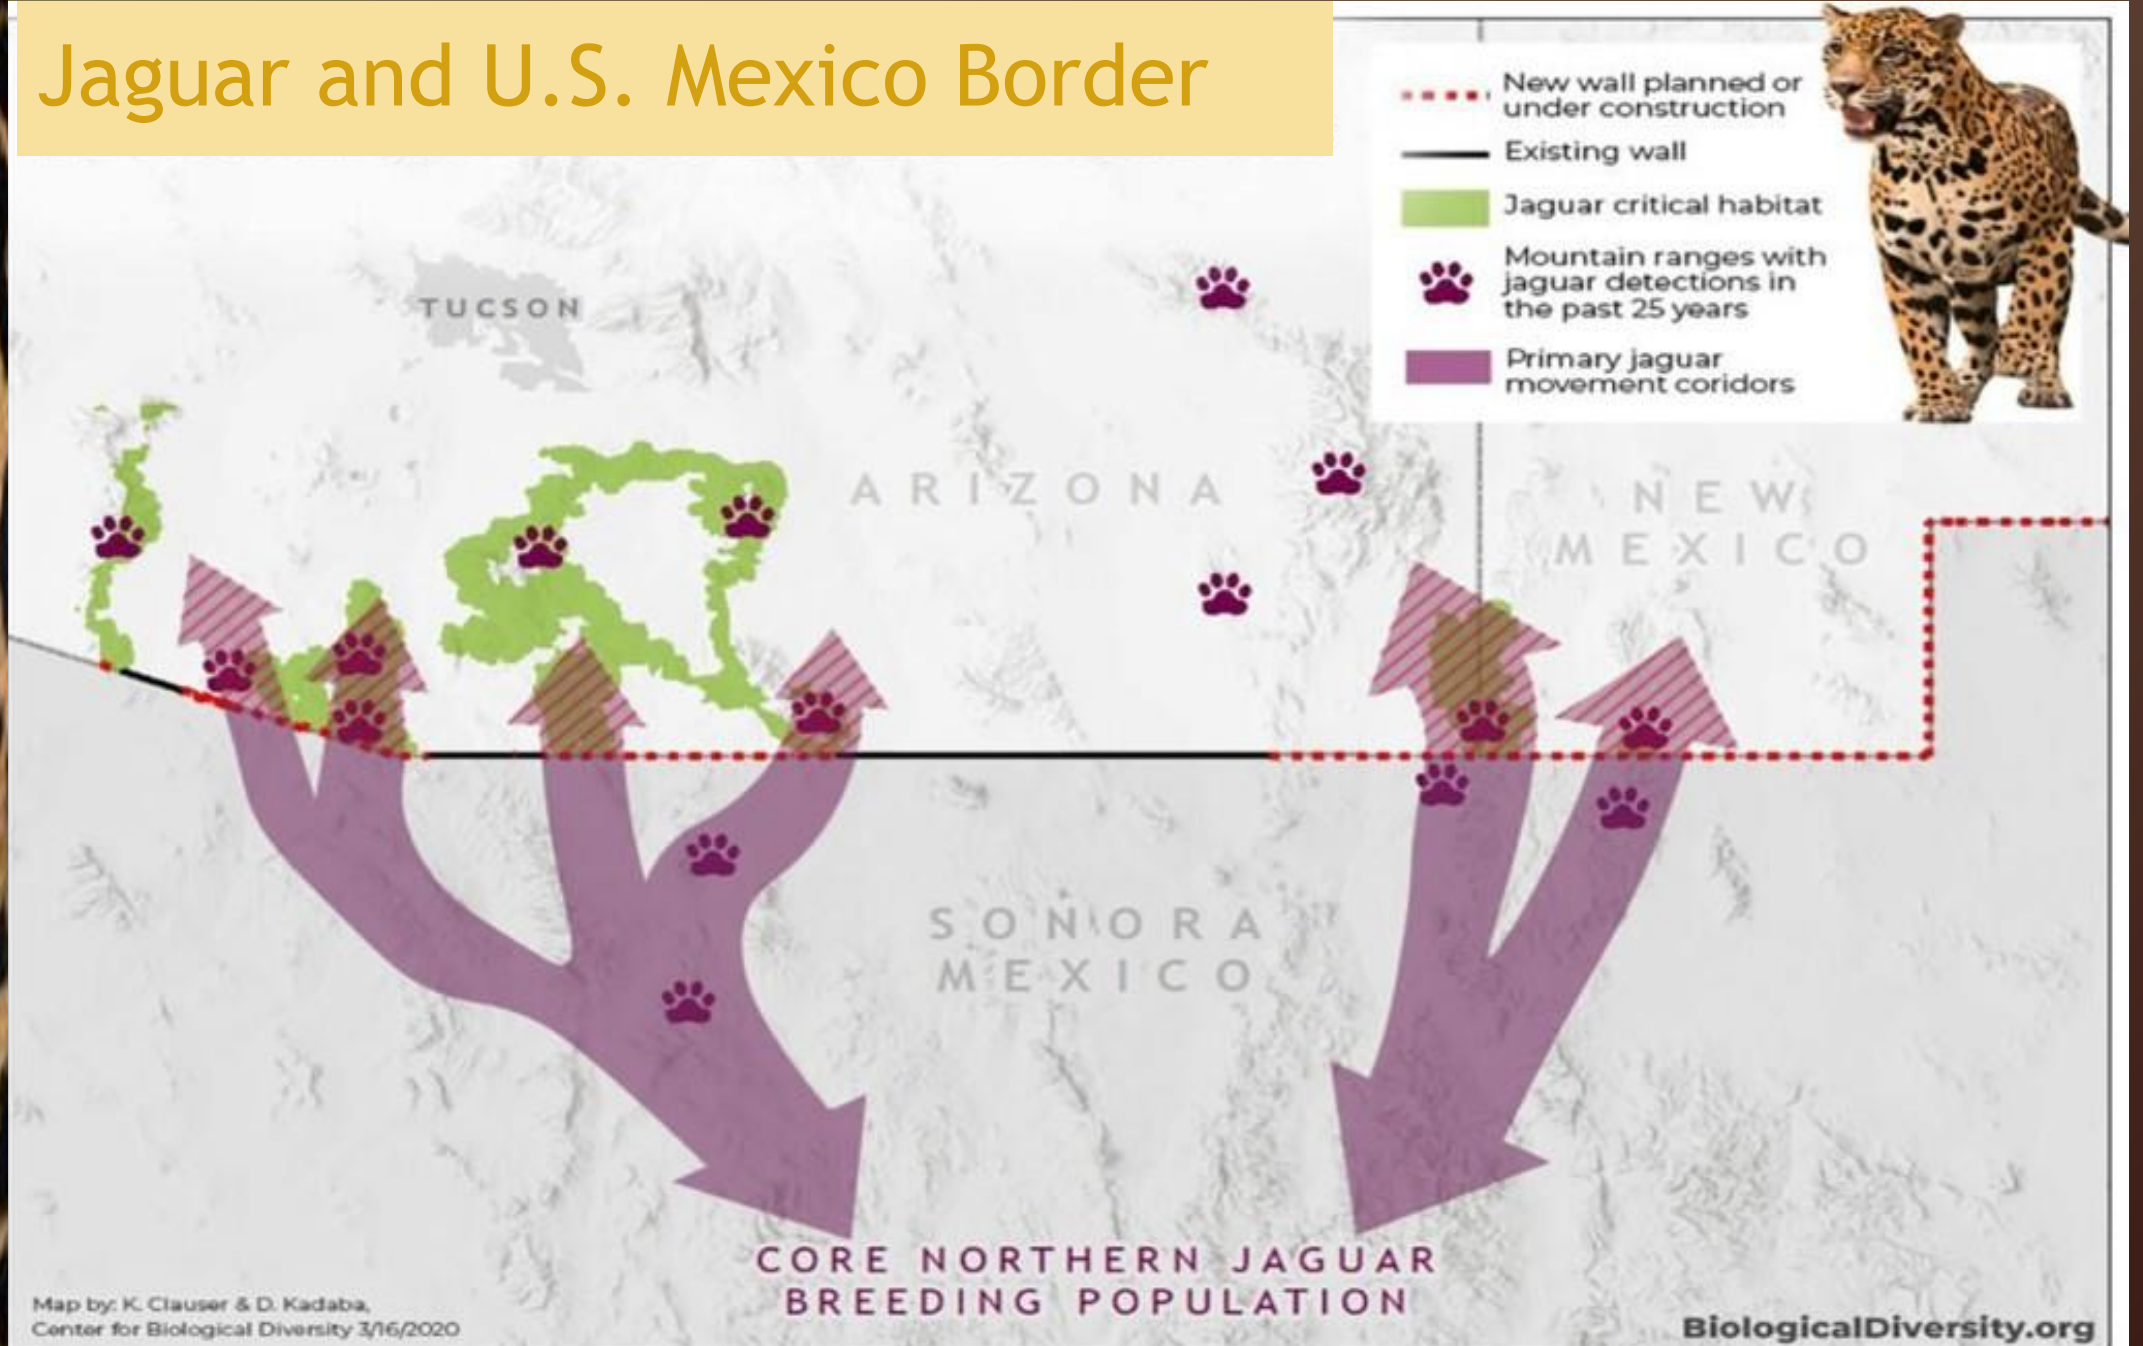 Jaguar and U.S. Mexico Border
New wall planned or
under construction
Existing wall
Jaguar critical habitat
Mountain ranges with
jaguar detections in
the past 25 years
Primary jaguar
movement coridors
TUCSON
ARIZONA
NEW
MEXICO
SONORA
MEXICO
CORE NORTHERN JAGUAR
BREEDING POPULATION
Map by: K. Clauser & D. Kadaba,
Center for Biological Diversity 3/16/2020
BiologicalDiversity.org